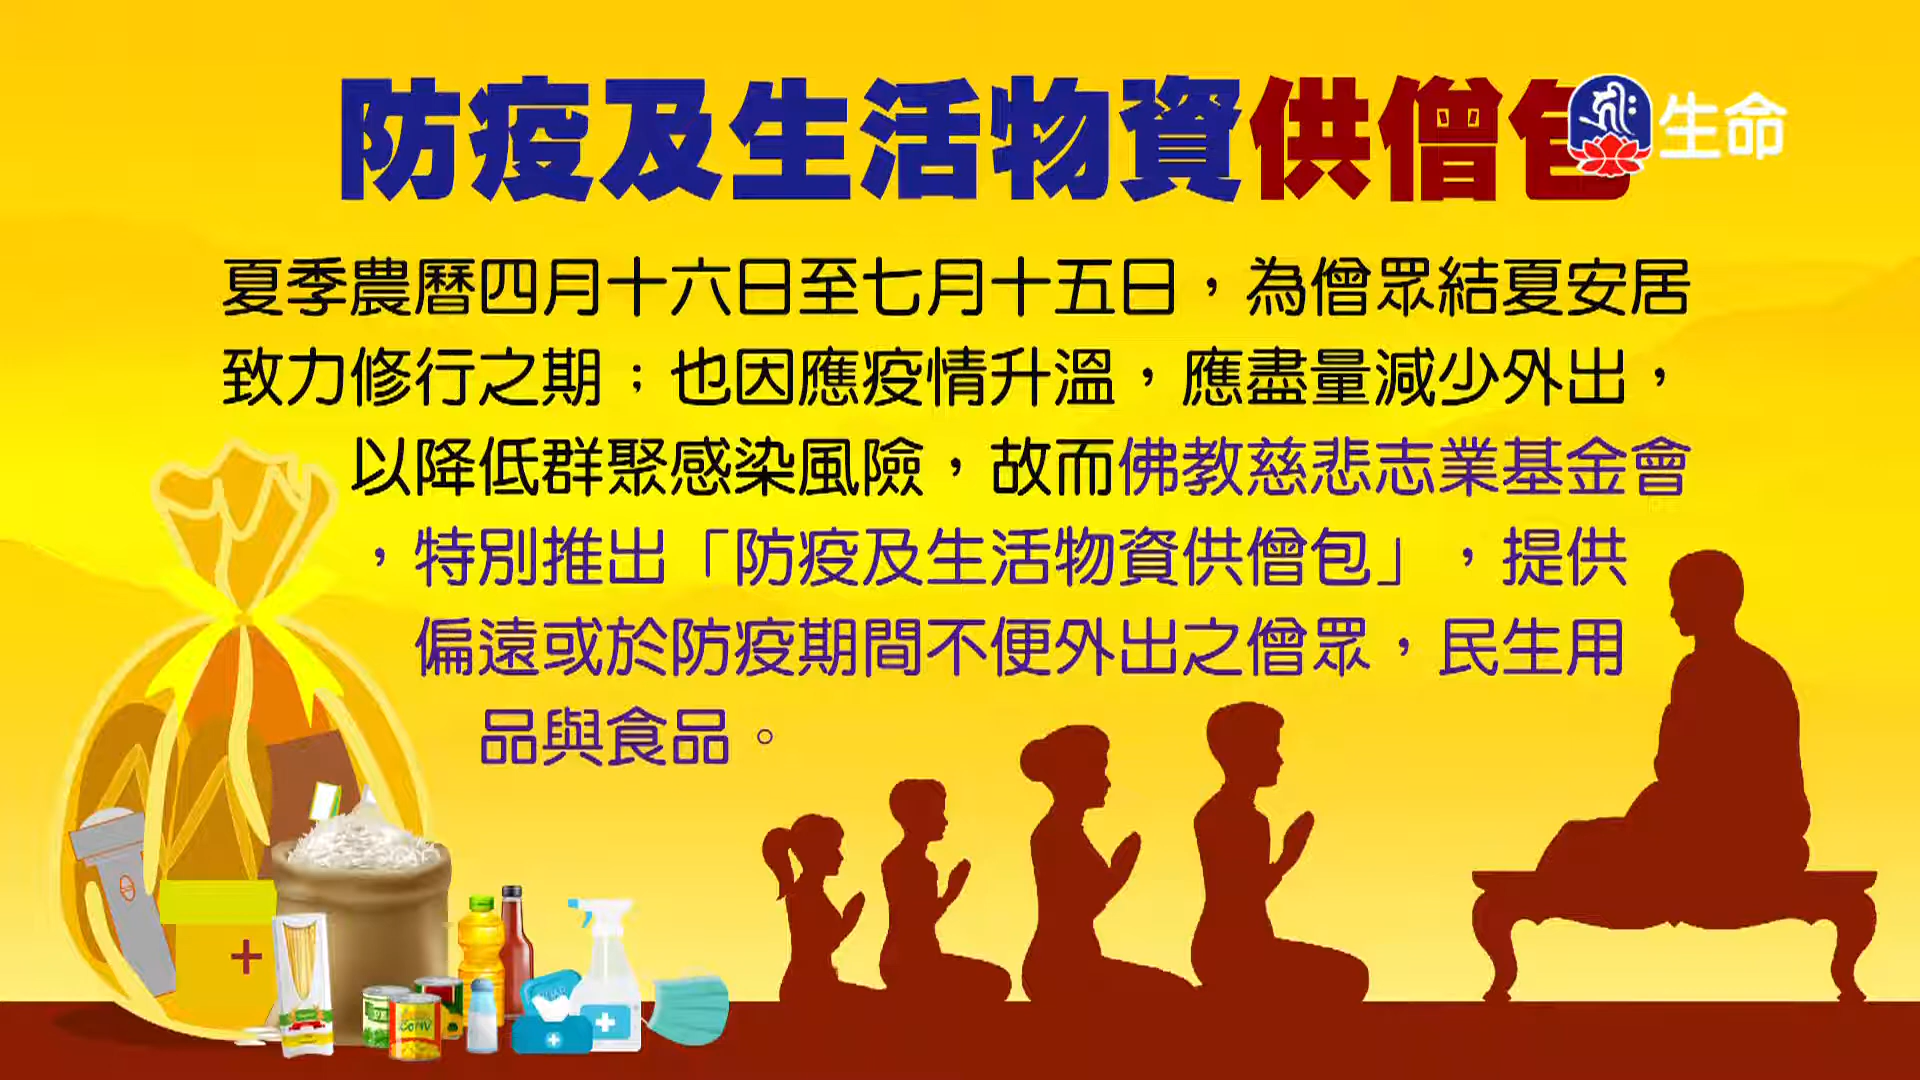 防疫及生活物資供僧包
生命
夏季農曆四月十六日至七月十五日，為僧眾結夏安居
致力修行之期；也因應疫情升溫，應盡量減少外出，
以降低群聚感染風險，故而佛教慈悲志業基金會
，特別推出「防疫及生活物資供僧包」，提供
偏遠或於防疫期間不便外出之僧眾，民生用
品與食品。